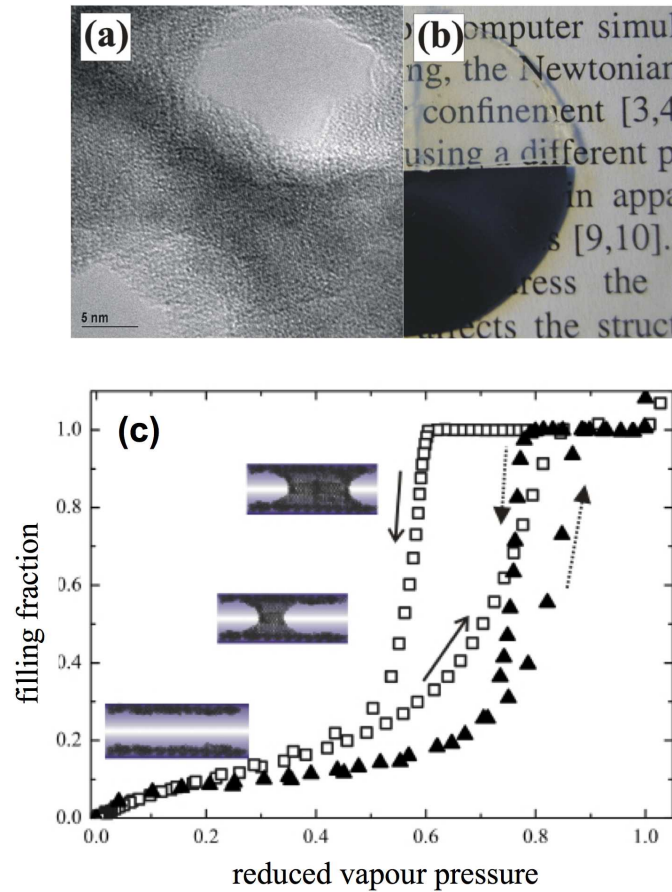 (a)
5 nm
(b)
computer simul
ng, the Newtonian
confinement [3,4
using a different p
in appa
s [9,10].
ress the
ffects the struct
(c)
filling fraction
1.0
0.8
0.6
0.4
0.2
0.0
0.0 0.2 0.4 0.6 0.8 1.0
reduced vapour pressure